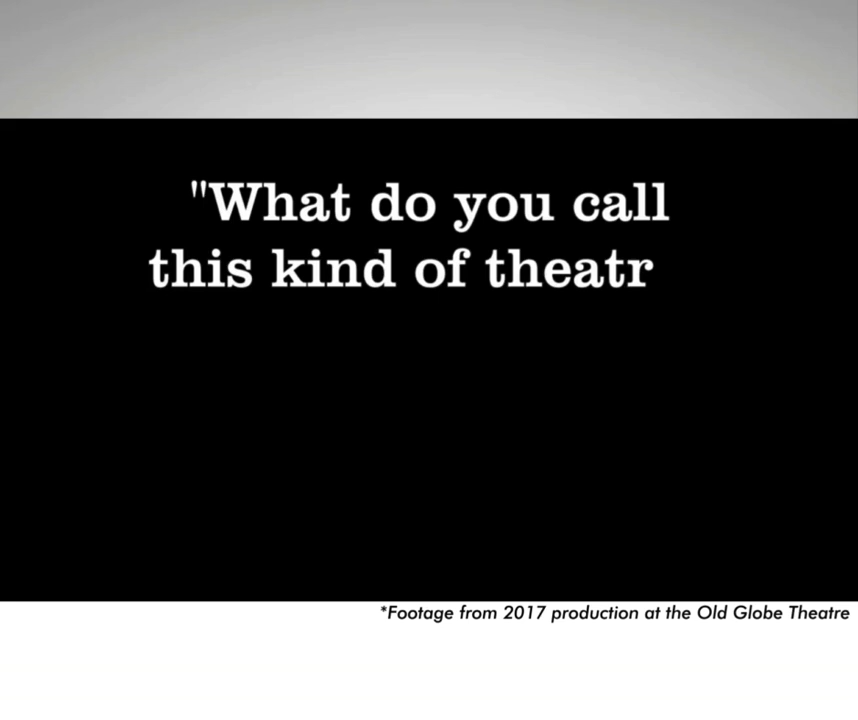 "What do you call
this kind of theatr
*Footage from 2017 production at the Old Globe Theatre